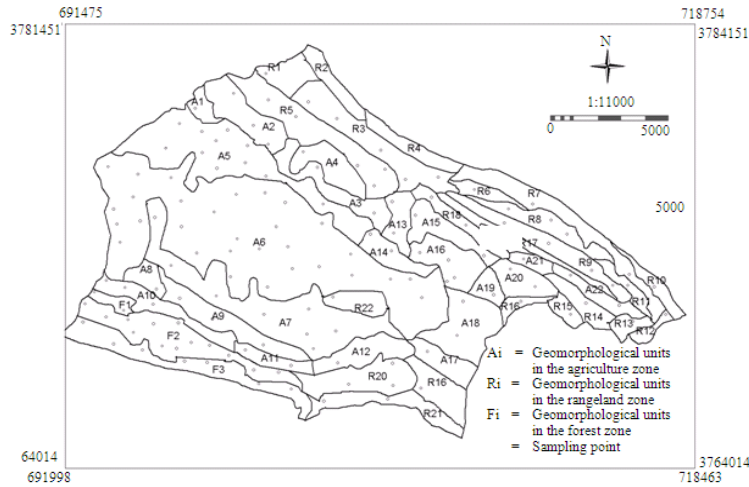 691475
718754
3781451
3784151
N
1:11000
0
5000
5000
R1
R2
A1
R5
A2
R3
R4
A5
A4
R6
R7
A3
R18
R8
A13
A15
A6
A14
A16
17
A21
R9
A8
A20
R10
A10
A19
A22
R11
F1
A9
R22
R16
R15
R14
R13
R12
A7
A18
F2
A12
A11
A17
F3
R20
R16
R21
Ai = Geomorphological units
in the agriculture zone
Ri = Geomorphological units
in the rangeland zone
Fi = Geomorphological units
in the forest zone
= Sampling point
64014
3764014
691998
718463